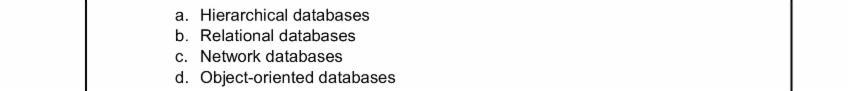 a. Hierarchical databases
b. Relational databases
c. Network databases
d. Object-oriented databases